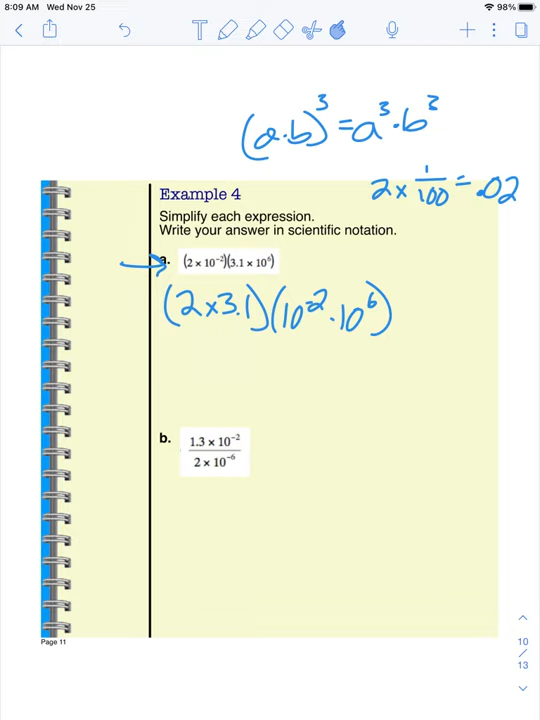 8:09 AM Wed Nov 25 98%
(a·b)³ = a³·b³
2 × 1/100 = .02
Example 4
Simplify each expression.
Write your answer in scientific notation.
a. (2 × 10⁻²)(3.1 × 10⁶)
(2 × 3.1)(10⁻²·10⁶)
b. 1.3 × 10⁻²
2 × 10⁻⁶
Page 11
10
/
13